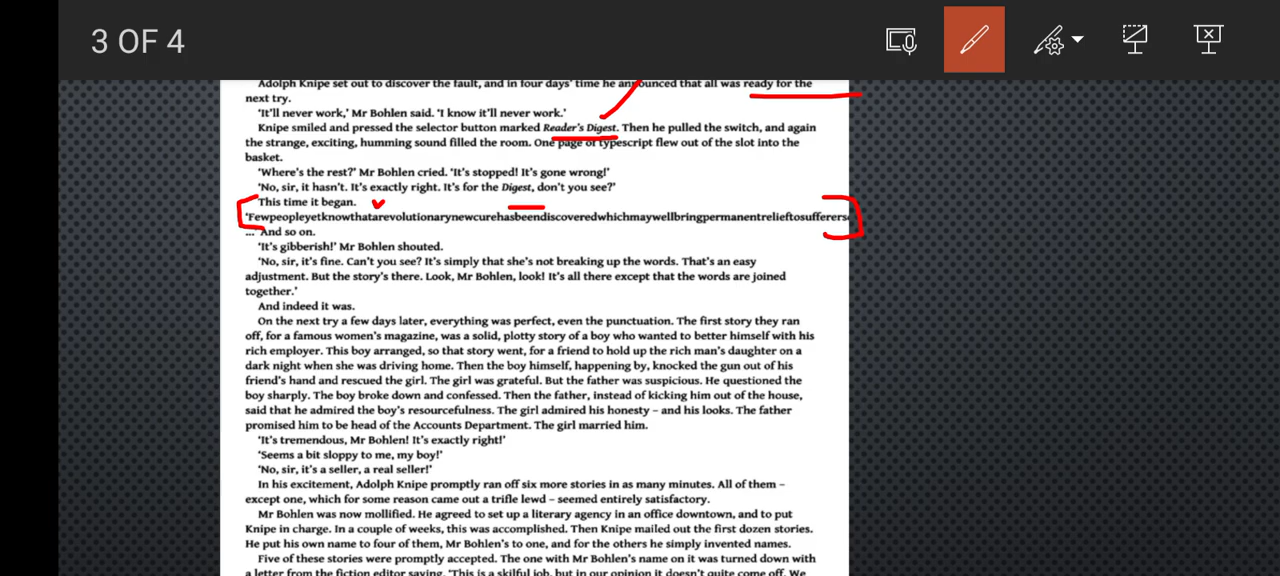 3 OF 4
Adolph Knipe set out to discover the fault, and in four days' time he announced that all was ready for the
next try.
'It'll never work,' Mr Bohlen said. 'I know it'll never work.'
Knipe smiled and pressed the selector button marked Reader's Digest. Then he pulled the switch, and again
the strange, exciting, humming sound filled the room. One page of typescript flew out of the slot into the
basket.
'Where's the rest?' Mr Bohlen cried. 'It's stopped! It's gone wrong!'
'No, sir, it hasn't. It's exactly right. It's for the Digest, don't you see?'
This time it began.
'Fewpeopleyetknowthatarevolutionarynewcurehasbeendiscoveredwhichmaywellbringpermanentrelieftosufferers
... And so on.
'It's gibberish!' Mr Bohlen shouted.
'No, sir, it's fine. Can't you see? It's simply that she's not breaking up the words. That's an easy
adjustment. But the story's there. Look, Mr Bohlen, look! It's all there except that the words are joined
together.'
And indeed it was.
On the next try a few days later, everything was perfect, even the punctuation. The first story they ran
off, for a famous women's magazine, was a solid, plotty story of a boy who wanted to better himself with his
rich employer. This boy arranged, so that story went, for a friend to hold up the rich man's daughter on a
dark night when she was driving home. Then the boy himself, happening by, knocked the gun out of his
friend's hand and rescued the girl. The girl was grateful. But the father was suspicious. He questioned the
boy sharply. The boy broke down and confessed. Then the father, instead of kicking him out of the house,
said that he admired the boy's resourcefulness. The girl admired his honesty – and his looks. The father
promised him to be head of the Accounts Department. The girl married him.
'It's tremendous, Mr Bohlen! It's exactly right!'
'Seems a bit sloppy to me, my boy!'
'No, sir, it's a seller, a real seller!'
In his excitement, Adolph Knipe promptly ran off six more stories in as many minutes. All of them –
except one, which for some reason came out a trifle lewd – seemed entirely satisfactory.
Mr Bohlen was now mollified. He agreed to set up a literary agency in an office downtown, and to put
Knipe in charge. In a couple of weeks, this was accomplished. Then Knipe mailed out the first dozen stories.
He put his own name to four of them, Mr Bohlen's to one, and for the others he simply invented names.
Five of these stories were promptly accepted. The one with Mr Bohlen's name on it was turned down with
a letter from the fiction editor saying, 'This is a skilful job, but in our opinion it doesn't quite come off. We